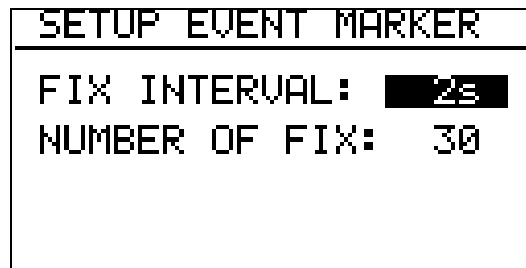 SETUP EVENT MARKER
FIX INTERVAL: 2s
NUMBER OF FIX: 30